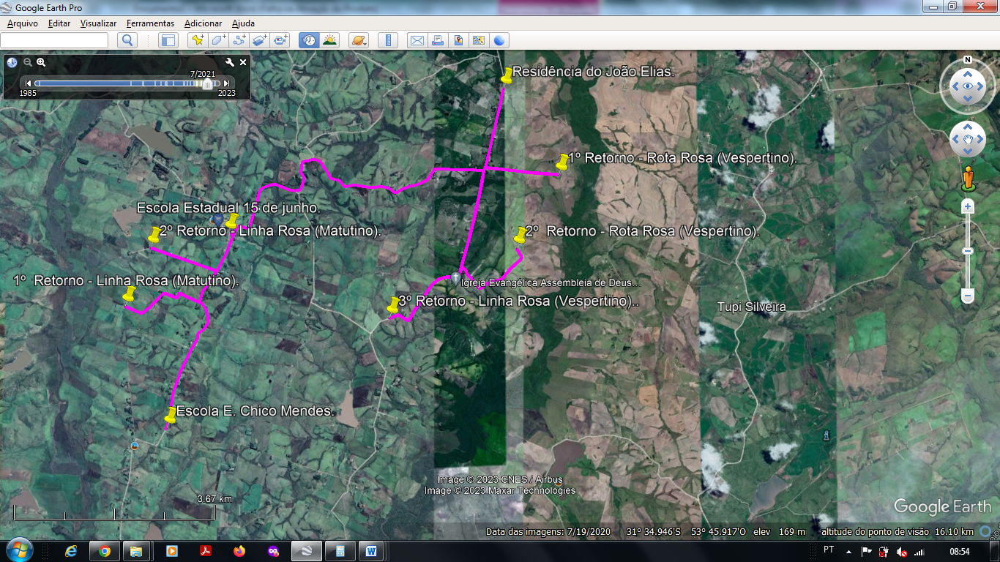 Google Earth Pro
Arquivo Editar Visualizar Ferramentas Adicionar Ajuda
7/2021
1985 2023
N
Residência do João Elias.
1º Retorno - Rota Rosa (Vespertino).
Escola Estadual 15 de junho.
2º Retorno - Linha Rosa (Matutino).
2º Retorno - Rota Rosa (Vespertino).
1º Retorno - Linha Rosa (Matutino).
Igreja Evangélica Assembleia de Deus...
3º Retorno - Linha Rosa (Vespertino)..
Tupi Silveira
Escola E. Chico Mendes.
Image © 2023 CNES / Airbus
Image © 2023 Maxar Technologies
3.67 km
Google Earth
Data das imagens: 7/19/2020 31° 34.946'S 53° 45.917'O elev 169 m altitude do ponto de visão 16.10 km
PT 08:54